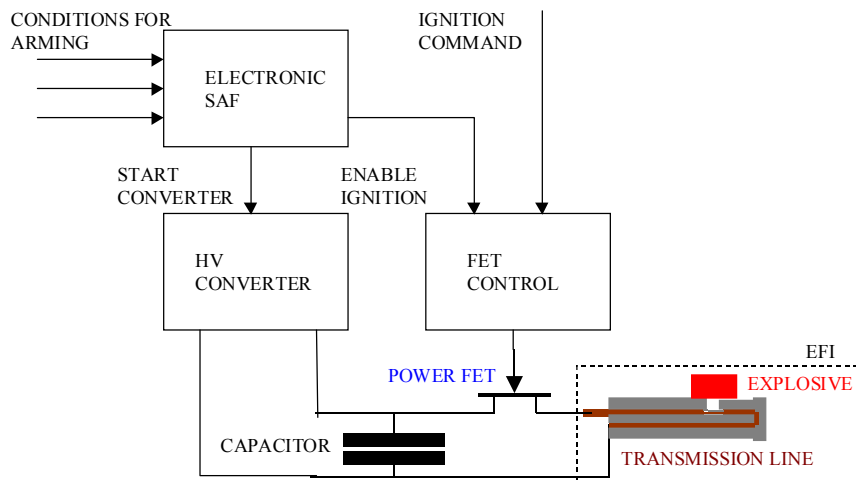 CONDITIONS FOR
ARMING
IGNITION
COMMAND
ELECTRONIC
SAF
START
CONVERTER
ENABLE
IGNITION
HV
CONVERTER
FET
CONTROL
EFI
POWER FET
EXPLOSIVE
CAPACITOR
TRANSMISSION LINE